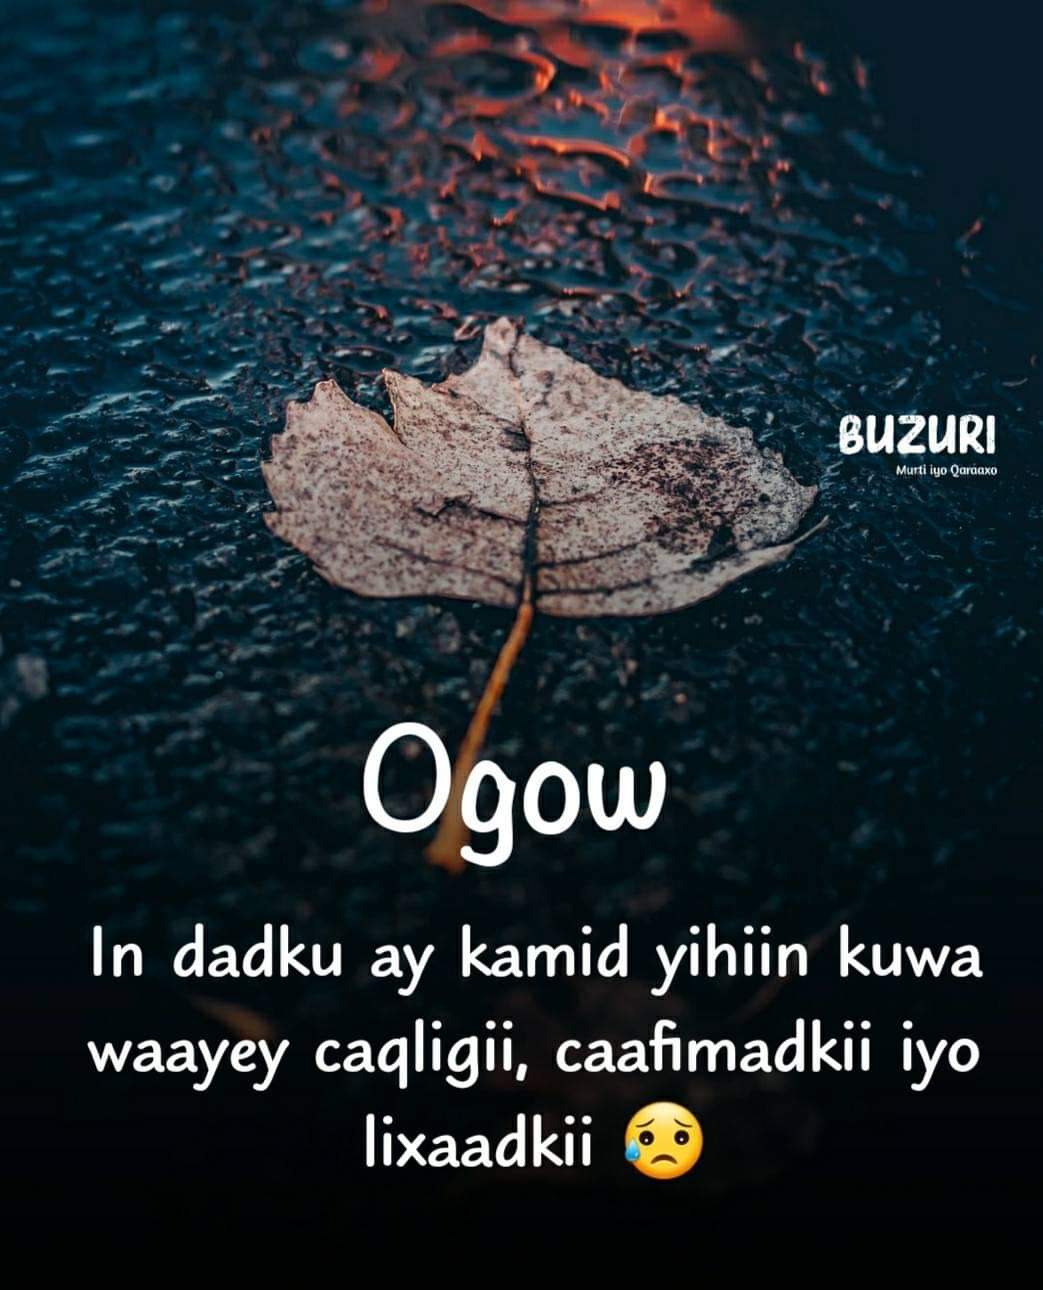 BUZURI
Murti iyo Qaraaxo
Ogow
In dadku ay kamid yihiin kuwa
waayey caqligii, caafimadkii iyo
lixaadkii 😥